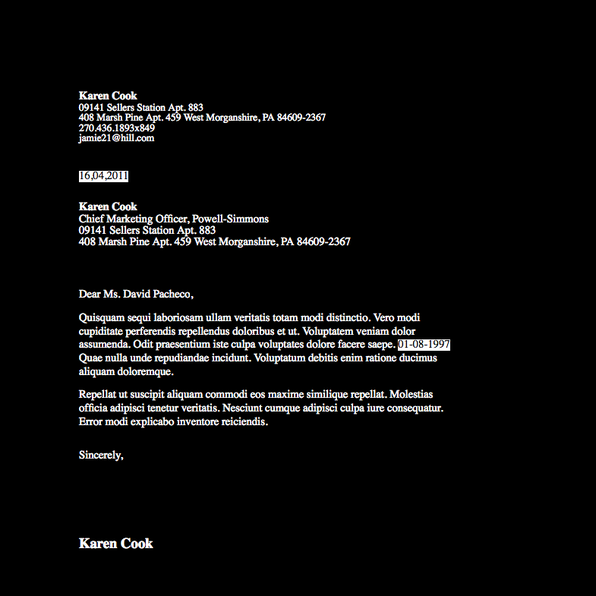 Karen Cook
09141 Sellers Station Apt. 883
408 Marsh Pine Apt. 459 West Morganshire, PA 84609-2367
270.436.1893x849
jamie21@hill.com
16,04,2011
Karen Cook
Chief Marketing Officer, Powell-Simmons
09141 Sellers Station Apt. 883
408 Marsh Pine Apt. 459 West Morganshire, PA 84609-2367
Dear Ms. David Pacheco,
Quisquam sequi laboriosam ullam veritatis totam modi distinctio. Vero modi
cupiditate perferendis repellendus doloribus et ut. Voluptatem veniam dolor
assumenda. Odit praesentium iste culpa voluptates dolore facere saepe. 01-08-1997
Quae nulla unde repudiandae incidunt. Voluptatum debitis enim ratione ducimus
aliquam doloremque.
Repellat ut suscipit aliquam commodi eos maxime similique repellat. Molestias
officia adipisci tenetur veritatis. Nesciunt cumque adipisci culpa iure consequatur.
Error modi explicabo inventore reiciendis.
Sincerely,
Karen Cook